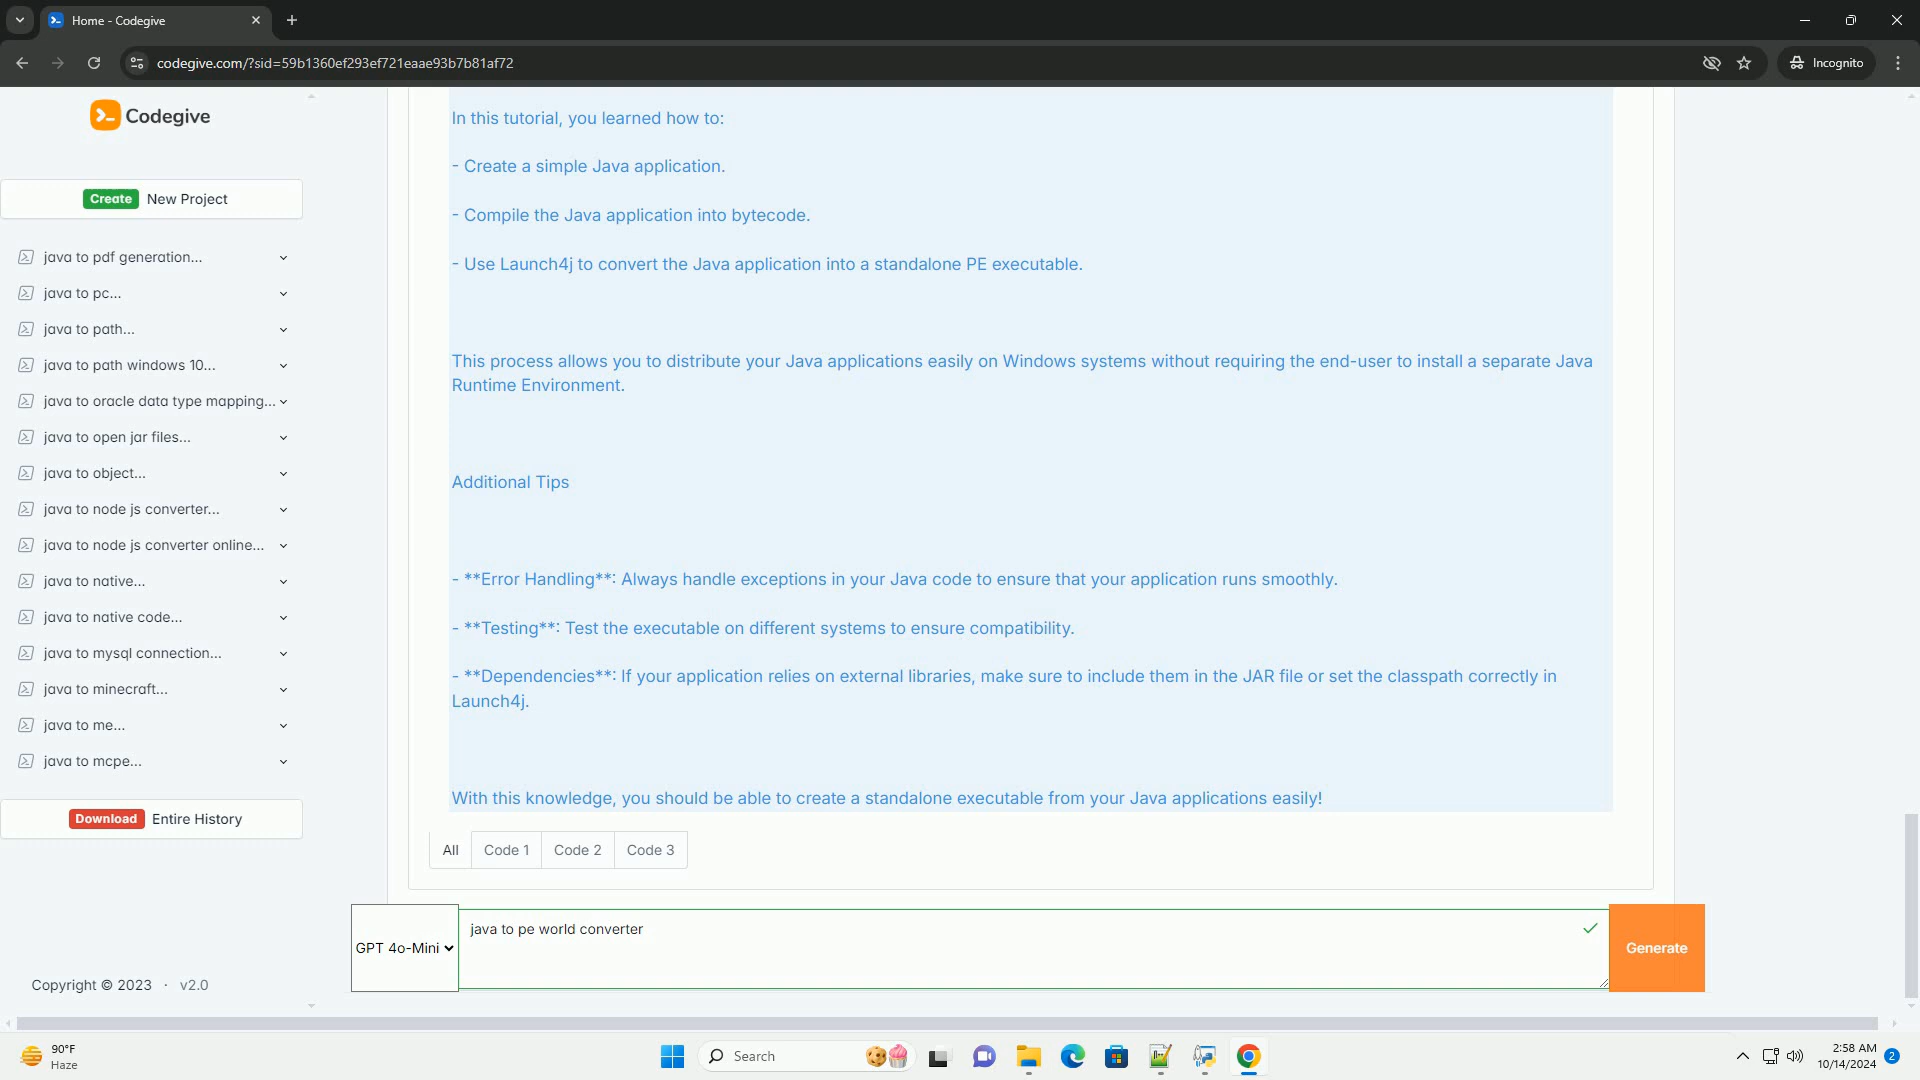 Home - Codegive
codegive.com/?sid=59b1360ef293ef721eaae93b7b81af72
Incognito
Codegive
Create New Project
java to pdf generation...
java to pc...
java to path...
java to path windows 10...
java to oracle data type mapping...
java to open jar files...
java to object...
java to node js converter...
java to node js converter online...
java to native...
java to native code...
java to mysql connection...
java to minecraft...
java to me...
java to mcpe...
Download Entire History
Copyright © 2023 · v2.0
In this tutorial, you learned how to:
- Create a simple Java application.
- Compile the Java application into bytecode.
- Use Launch4j to convert the Java application into a standalone PE executable.
This process allows you to distribute your Java applications easily on Windows systems without requiring the end-user to install a separate Java
Runtime Environment.
Additional Tips
- **Error Handling**: Always handle exceptions in your Java code to ensure that your application runs smoothly.
- **Testing**: Test the executable on different systems to ensure compatibility.
- **Dependencies**: If your application relies on external libraries, make sure to include them in the JAR file or set the classpath correctly in
Launch4j.
With this knowledge, you should be able to create a standalone executable from your Java applications easily!
All Code 1 Code 2 Code 3
GPT 4o-Mini
java to pe world converter
Generate
90°F
Haze
Search
2:58 AM
10/14/2024
2